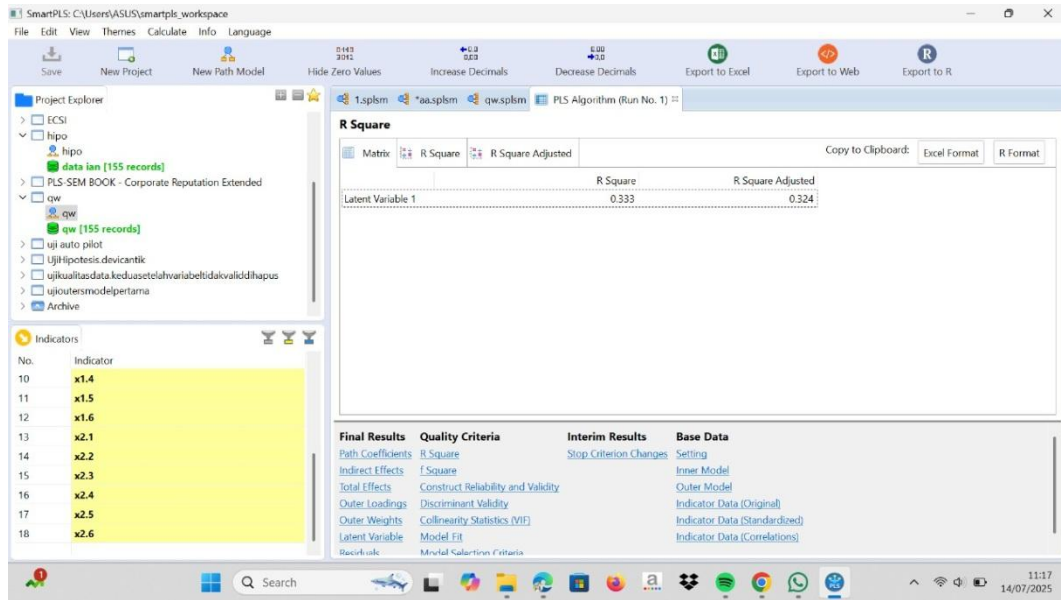 SmartPLS: C:\Users\ASUS\smartpls_workspace
File Edit View Themes Calculate Info Language
Save New Project New Path Model Hide Zero Values Increase Decimals Decrease Decimals Export to Excel Export to Web Export to R
Project Explorer
ECSI
hipo
hipo
data ian [155 records]
PLS-SEM BOOK - Corporate Reputation Extended
qw
qw
qw [155 records]
uji auto pilot
UjiHipotesis.devicantik
ujikualitasdata.keduasetelahvariabeltidakvaliddihapus
ujioutersmodelpertama
Archive
Indicators
No. Indicator
10 x1.4
11 x1.5
12 x1.6
13 x2.1
14 x2.2
15 x2.3
16 x2.4
17 x2.5
18 x2.6
1.splsm *aa.splsm qw.splsm PLS Algorithm (Run No. 1)
R Square
Matrix R Square R Square Adjusted Copy to Clipboard: Excel Format R Format
R Square R Square Adjusted
Latent Variable 1 0.333 0.324
Final Results Quality Criteria Interim Results Base Data
Path Coefficients R Square Stop Criterion Changes Setting
Indirect Effects f Square Inner Model
Total Effects Construct Reliability and Validity Outer Model
Outer Loadings Discriminant Validity Indicator Data (Original)
Outer Weights Collinearity Statistics (VIF) Indicator Data (Standardized)
Latent Variable Model Fit Indicator Data (Correlations)
Residuals Model Selection Criteria
Search
11:17
14/07/2025